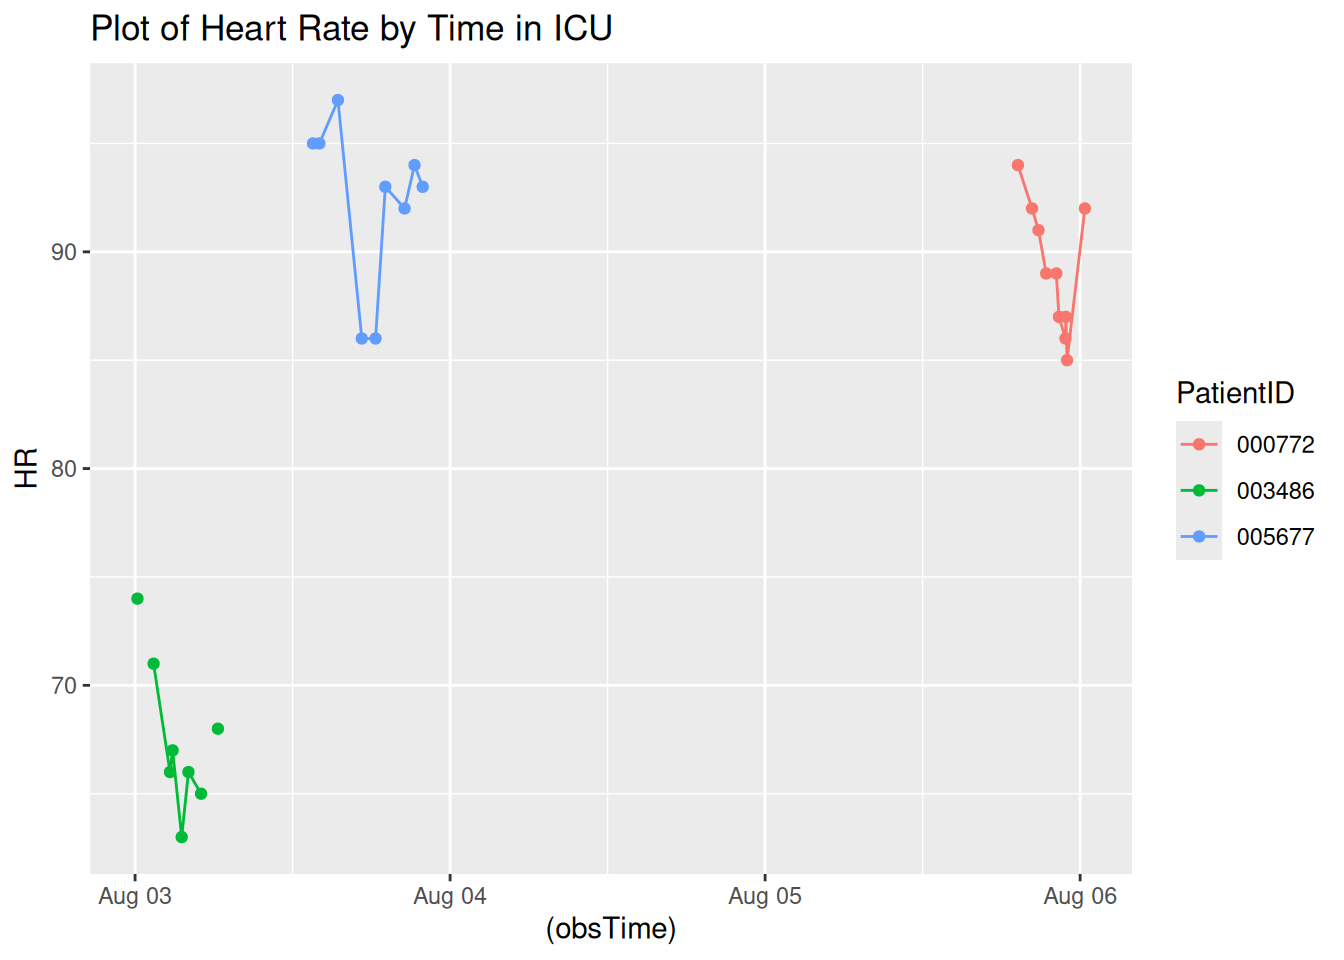 Plot of Heart Rate by Time in ICU
HR
90
80
70
Aug 03 Aug 04 Aug 05 Aug 06
(obsTime)
PatientID
000772
003486
005677